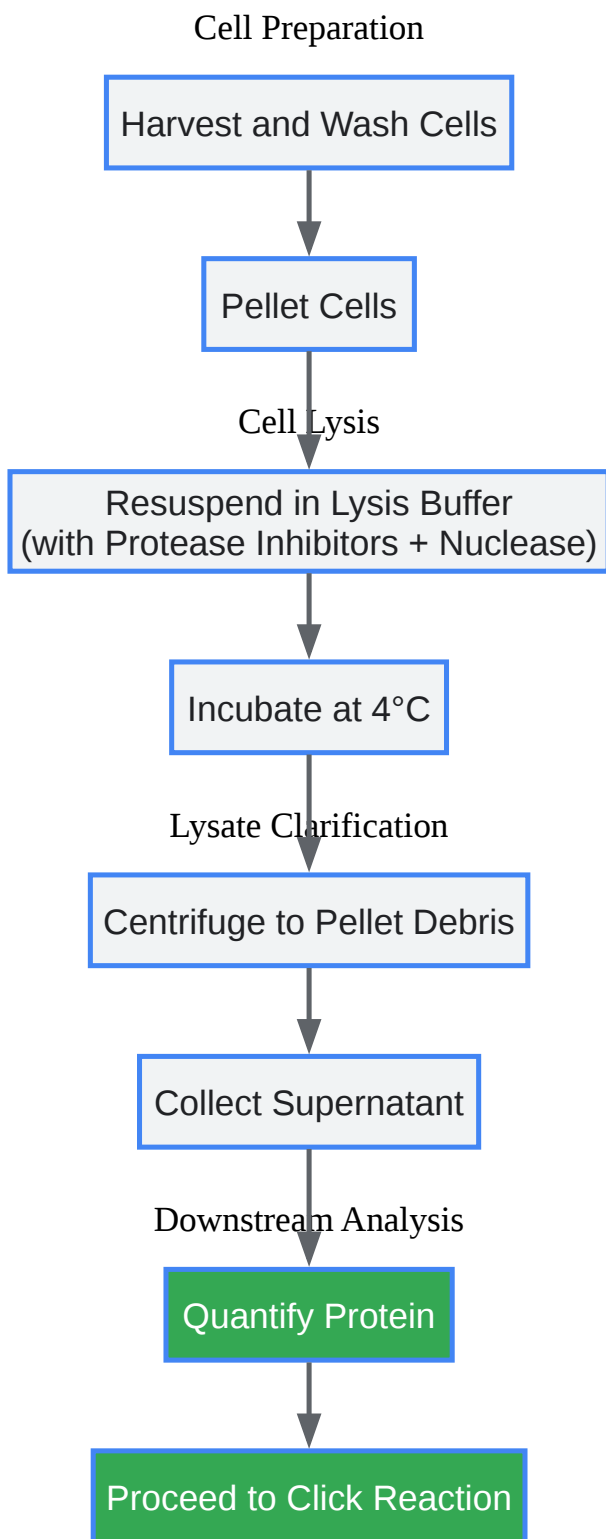 Cell Preparation
Harvest and Wash Cells
Pellet Cells
Cell Lysis
Resuspend in Lysis Buffer
(with Protease Inhibitors + Nuclease)
Incubate at 4°C
Lysate Clarification
Centrifuge to Pellet Debris
Collect Supernatant
Downstream Analysis
Quantify Protein
Proceed to Click Reaction